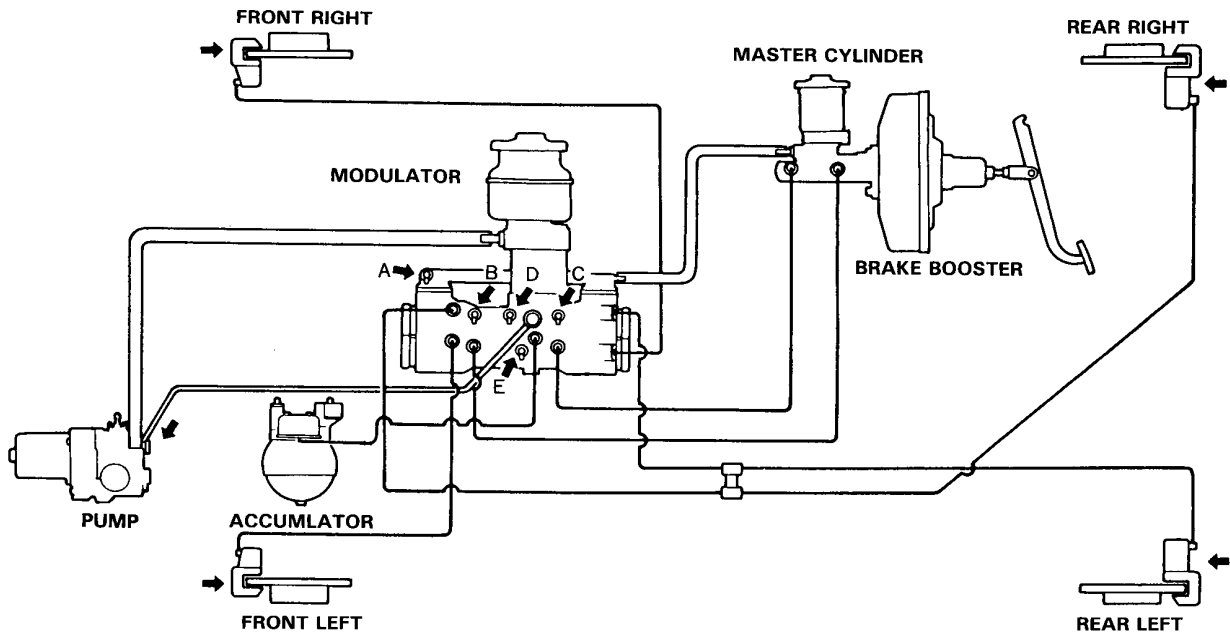 FRONT RIGHT
REAR RIGHT
MASTER CYLINDER
MODULATOR
BRAKE BOOSTER
A
B
D
C
E
PUMP
ACCUMLATOR
FRONT LEFT
REAR LEFT